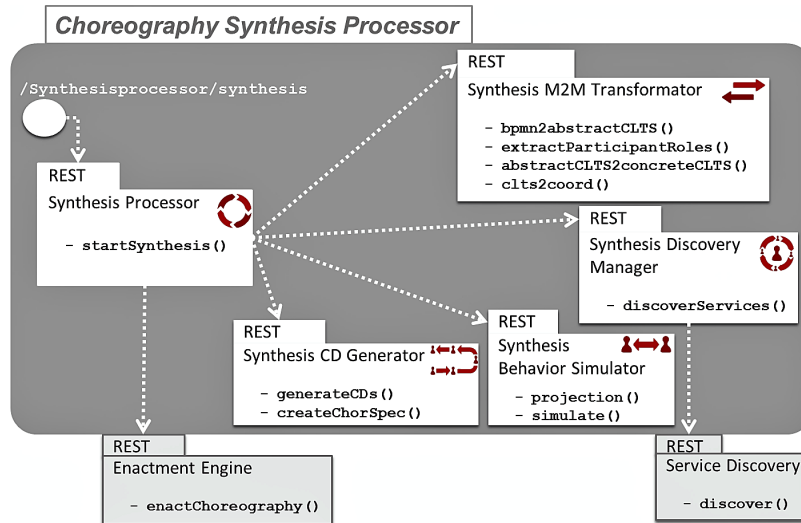 Choreography Synthesis Processor
/Synthesisprocessor/synthesis
REST
Synthesis M2M Transformator
- bpmn2abstractCLTS()
- extractParticipantRoles()
- abstractCLTS2concreteCLTS()
- clts2coord()
REST
Synthesis Processor
- startSynthesis()
REST
Synthesis Discovery
Manager
- discoverServices()
REST
Synthesis CD Generator
- generateCDs()
- createChorSpec()
REST
Synthesis
Behavior Simulator
- projection()
- simulate()
REST
Enactment Engine
- enactChoreography()
REST
Service Discovery
- discover()